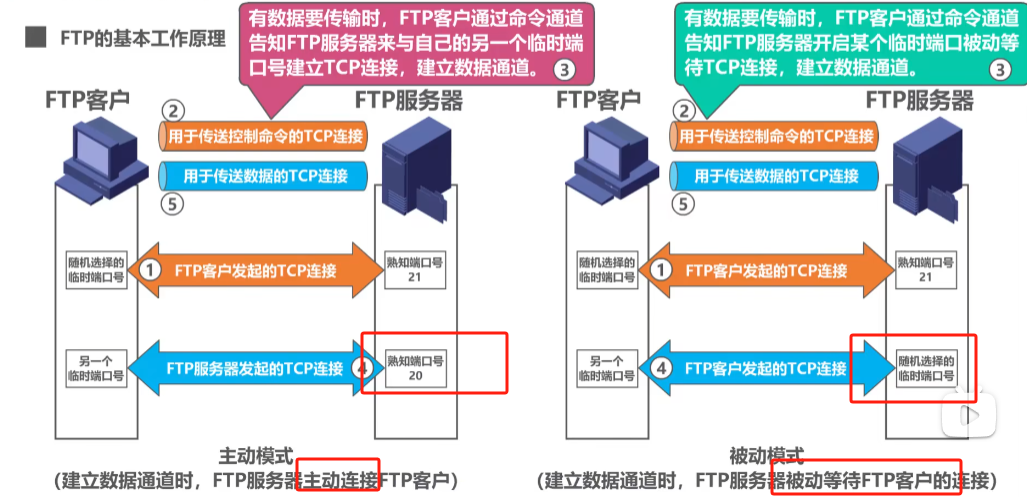 FTP的基本工作原理
有数据要传输时，FTP客户通过命令通道
告知FTP服务器来与自己的另一个临时端
口号建立TCP连接，建立数据通道。 ③
FTP客户
FTP服务器
②
用于传送控制命令的TCP连接
用于传送数据的TCP连接
⑤
随机选择的
临时端口号
① FTP客户发起的TCP连接
熟知端口号
21
另一个
临时端口号
FTP服务器发起的TCP连接 ④
熟知端口号
20
主动模式
(建立数据通道时，FTP服务器主动连接FTP客户)
有数据要传输时，FTP客户通过命令通道
告知FTP服务器开启某个临时端口被动等
待TCP连接，建立数据通道。 ③
FTP客户
FTP服务器
②
用于传送控制命令的TCP连接
用于传送数据的TCP连接
⑤
随机选择的
临时端口号
① FTP客户发起的TCP连接
熟知端口号
21
另一个
临时端口号
④ FTP客户发起的TCP连接
随机选择的
临时端口号
被动模式
(建立数据通道时，FTP服务器被动等待FTP客户的连接)